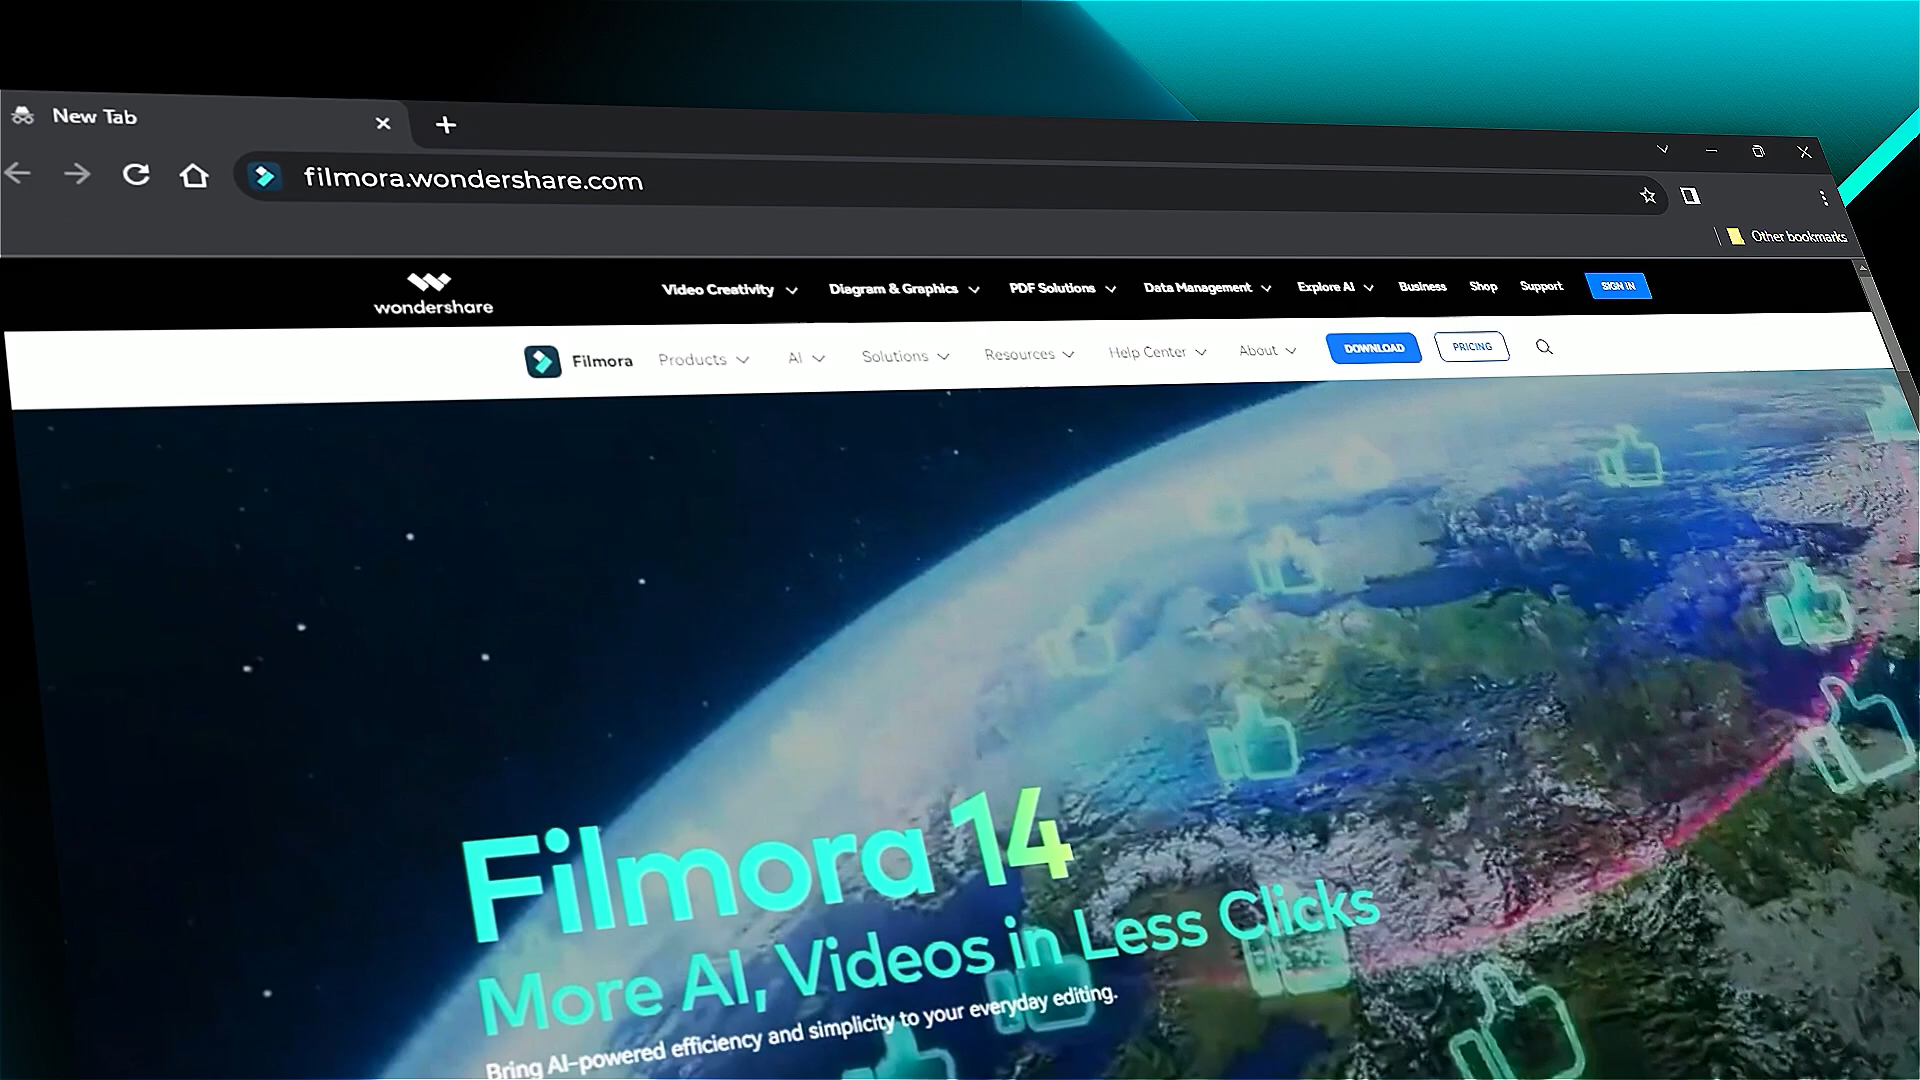 New Tab
filmora.wondershare.com
Other bookmarks
wondershare
Video Creativity
Diagram & Graphics
PDF Solutions
Data Management
Explore AI
Business
Shop
Support
SIGN IN
Filmora
Products
AI
Solutions
Resources
Help Center
About
DOWNLOAD
PRICING
Filmora 14
More AI, Videos in Less Clicks
Bring AI-powered efficiency and simplicity to your everyday editing.